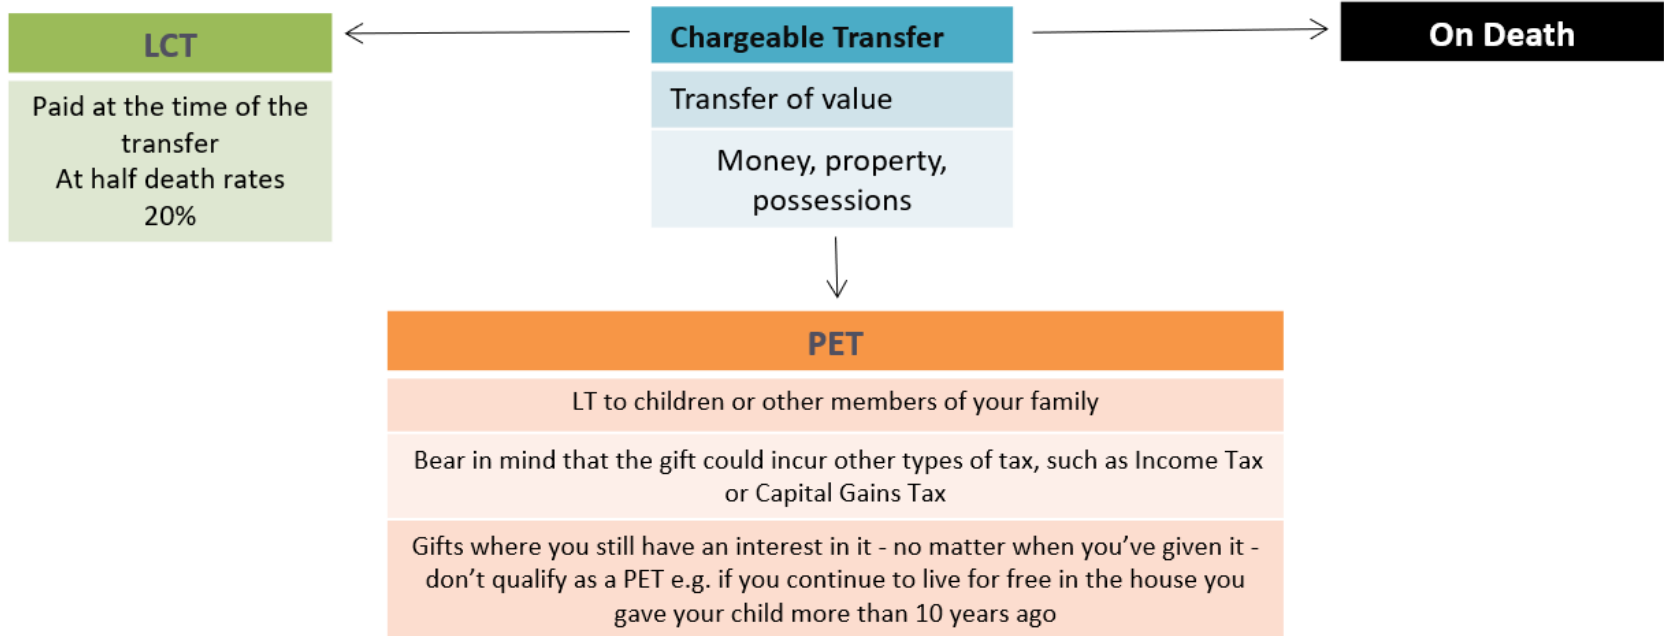 LCT
Paid at the time of the
transfer
At half death rates
20%
Chargeable Transfer
Transfer of value
Money, property,
possessions
On Death
PET
LT to children or other members of your family
Bear in mind that the gift could incur other types of tax, such as Income Tax
or Capital Gains Tax
Gifts where you still have an interest in it - no matter when you’ve given it -
don’t qualify as a PET e.g. if you continue to live for free in the house you
gave your child more than 10 years ago